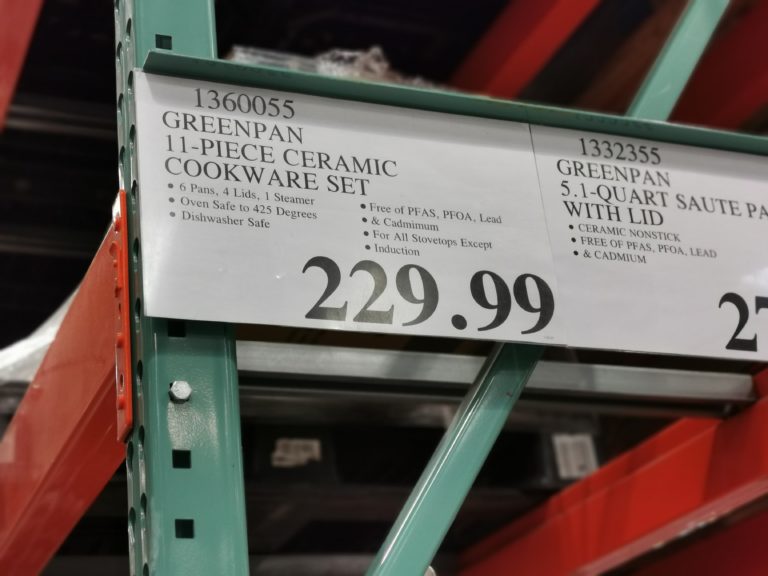 1360055
GREENPAN
11-PIECE CERAMIC
COOKWARE SET
• 6 Pans, 4 Lids, 1 Steamer
• Oven Safe to 425 Degrees
• Dishwasher Safe
• Free of PFAS, PFOA, Lead
• & Cadmimum
• For All Stovetops Except
• Induction
229.99
1332355
GREENPAN
5.1-QUART SAUTE PA
WITH LID
• CERAMIC NONSTICK
• FREE OF PFAS, PFOA, LEAD
• & CADMIUM
27